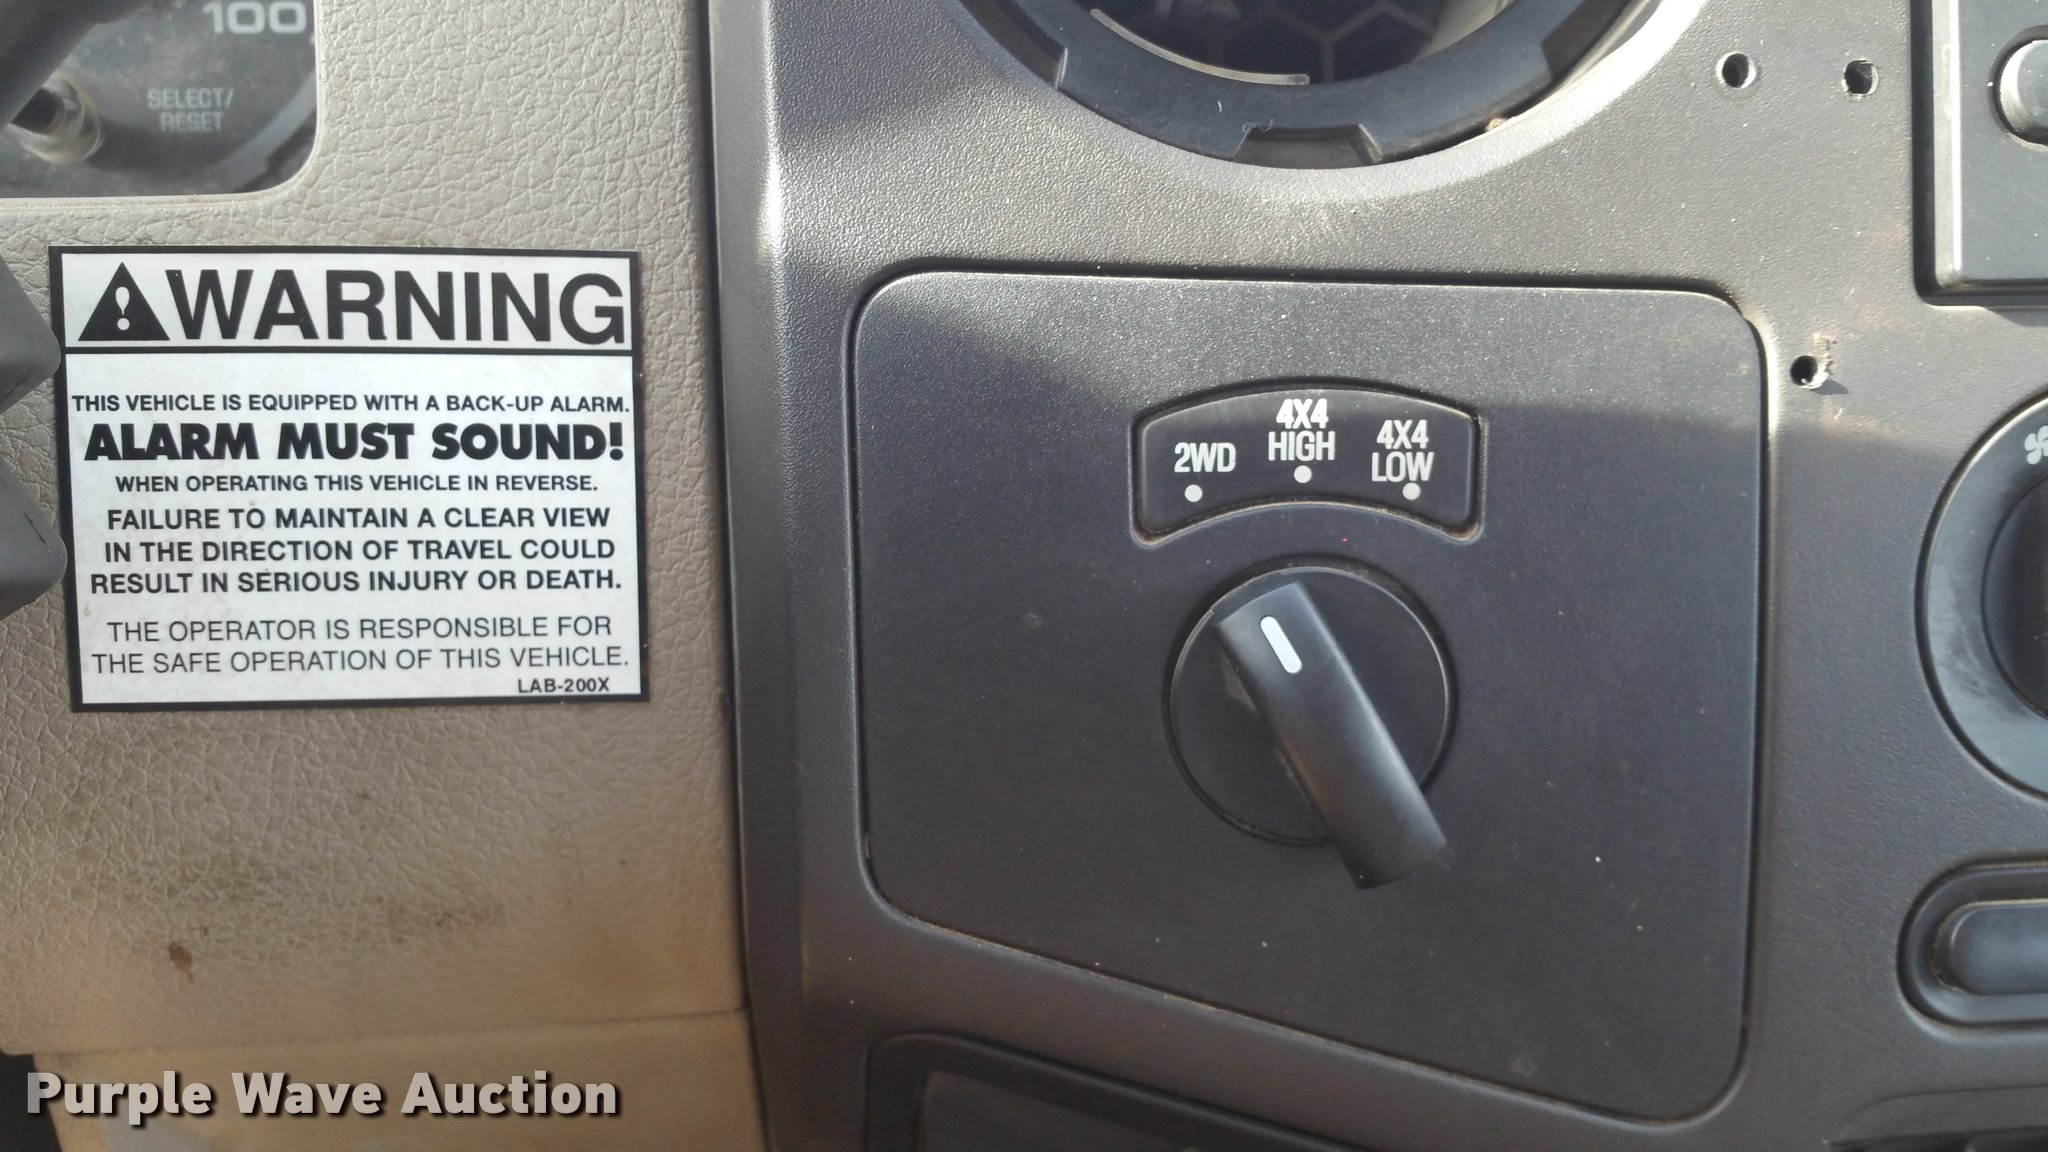 100
SELECT/
RESET
WARNING
THIS VEHICLE IS EQUIPPED WITH A BACK-UP ALARM.
ALARM MUST SOUND!
WHEN OPERATING THIS VEHICLE IN REVERSE.
FAILURE TO MAINTAIN A CLEAR VIEW
IN THE DIRECTION OF TRAVEL COULD
RESULT IN SERIOUS INJURY OR DEATH.
THE OPERATOR IS RESPONSIBLE FOR
THE SAFE OPERATION OF THIS VEHICLE.
LAB-200X
2WD
4X4
HIGH
4X4
LOW
Purple Wave Auction